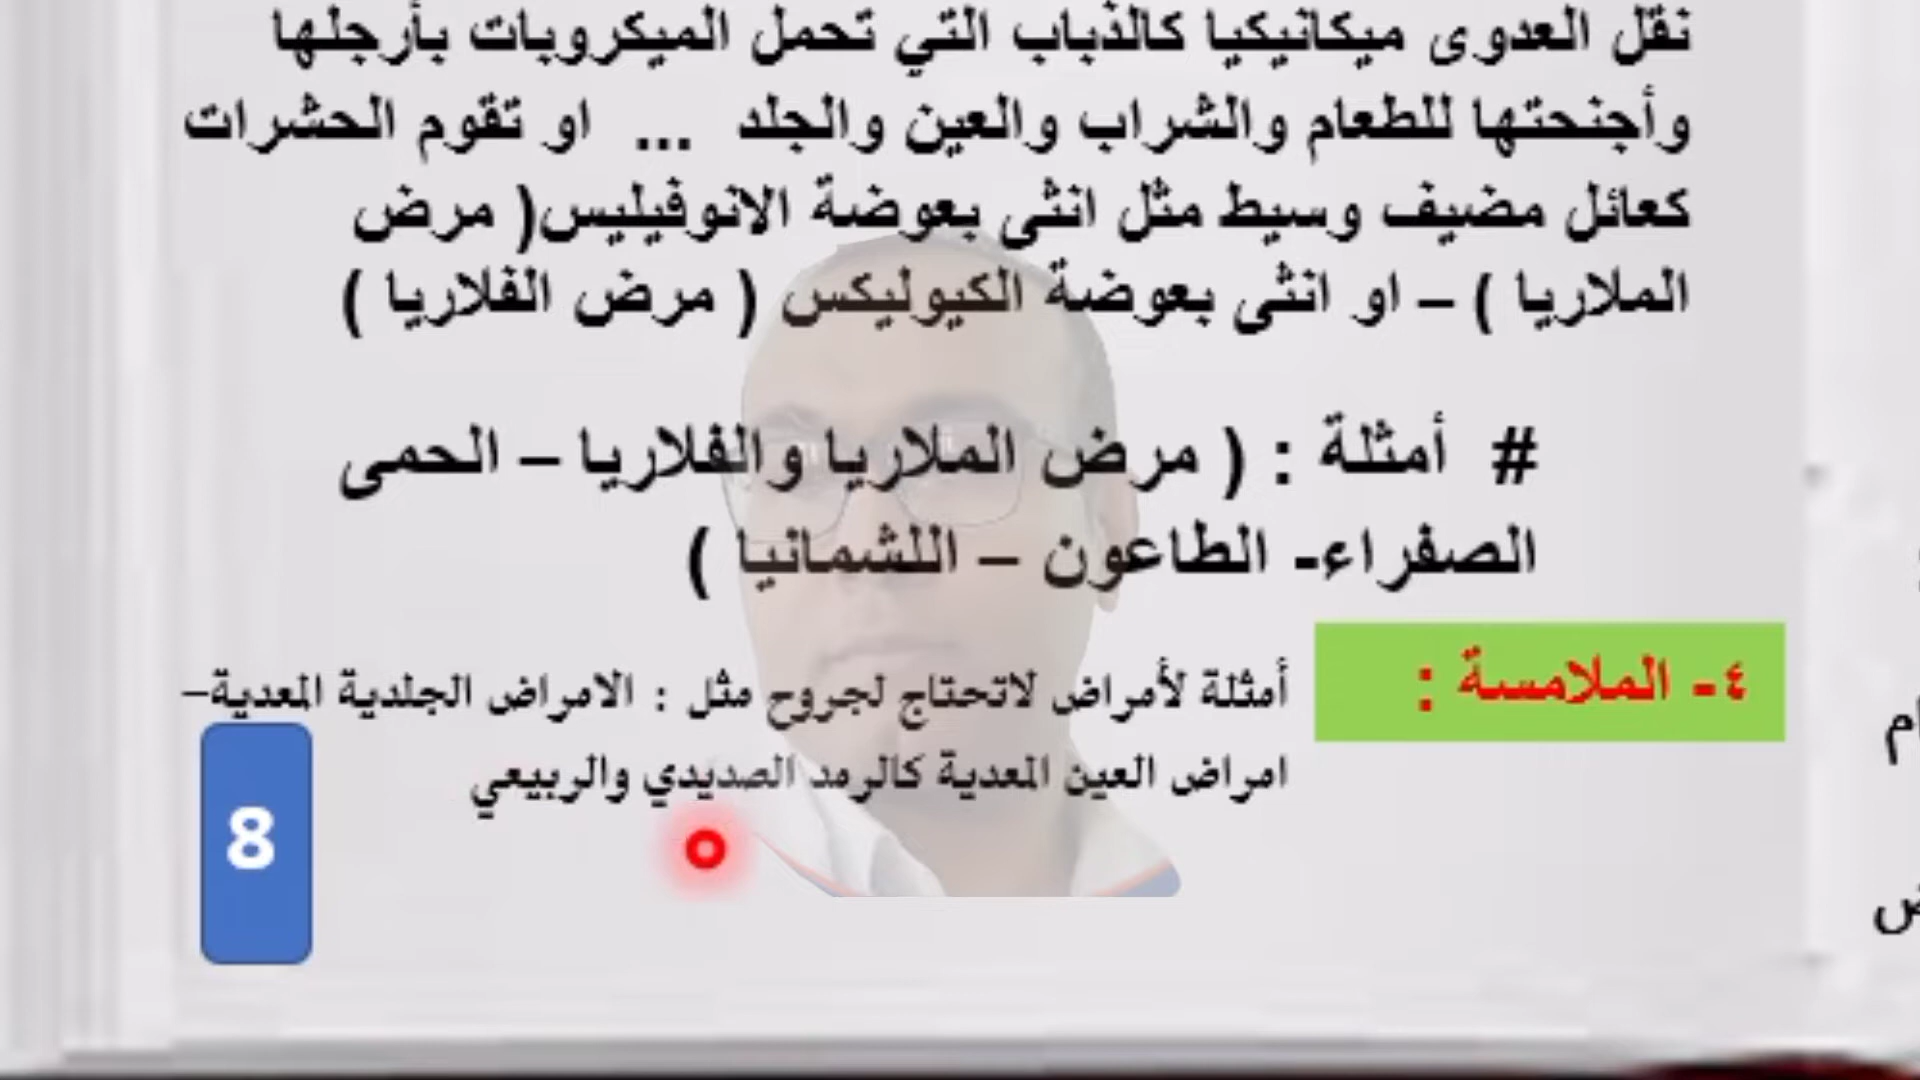 نقل العدوى ميكانيكيا كالذباب التي تحمل الميكروبات بأرجلها
وأجنحتها للطعام والشراب والعين والجلد ... او تقوم الحشرات
كعائل مضيف وسيط مثل انثى بعوضة الانوفيليس( مرض
الملاريا ) – او انثى بعوضة الكيوليكس ( مرض الفلاريا )
# أمثلة : ( مرض الملاريا والفلاريا – الحمى
الصفراء- الطاعون – اللشمانيا )
٤- الملامسة :
أمثلة لأمراض لاتحتاج لجروح مثل : الامراض الجلدية المعدية–
امراض العين المعدية كالرمد الصديدي والربيعي
8